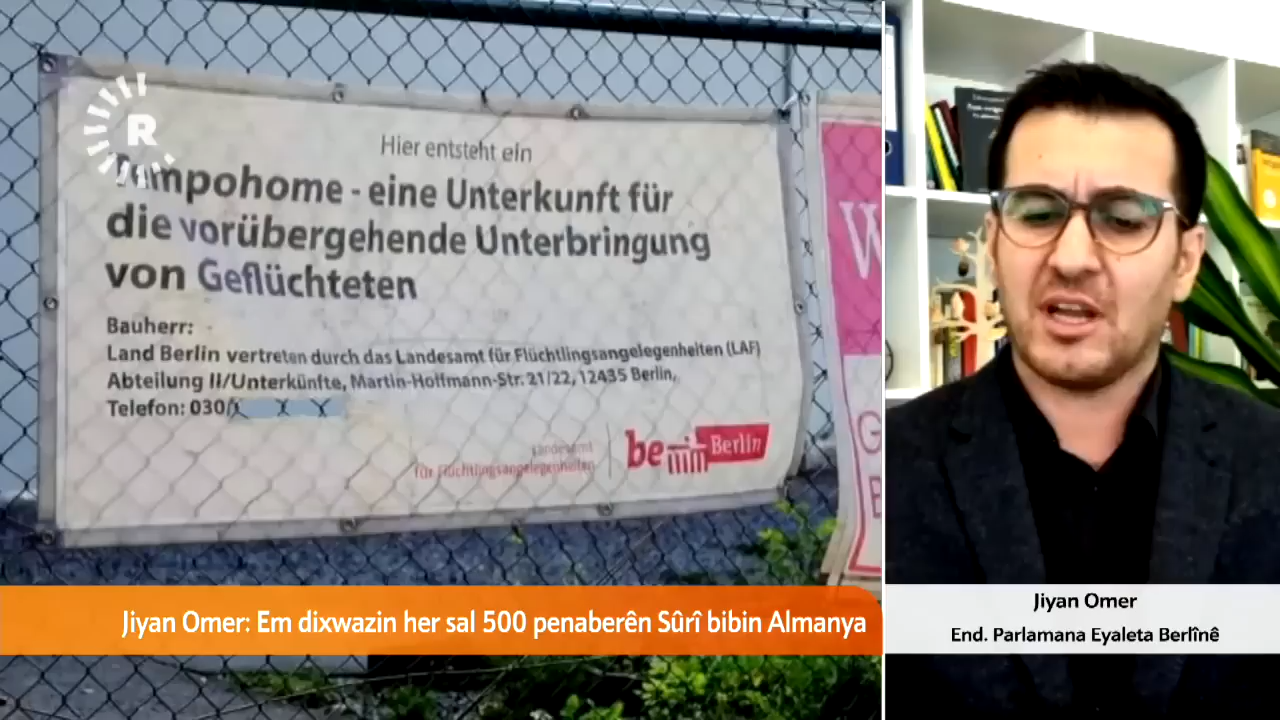 R
Hier entsteht ein
Tempohome - eine Unterkunft für
die vorübergehende Unterbringung
von Geflüchteten
Bauherr:
Land Berlin vertreten durch das Landesamt für Flüchtlingsangelegenheiten (LAF)
Abteilung II/Unterkünfte, Martin-Hoffmann-Str. 21/22, 12435 Berlin,
Telefon: 030/
Landesamt
für Flüchtlingsangelegenheiten
be Berlin
W
G
B
Jiyan Omer: Em dixwazin her sal 500 penaberên Sûrî bibin Almanya
Jiyan Omer
End. Parlamana Eyaleta Berlînê